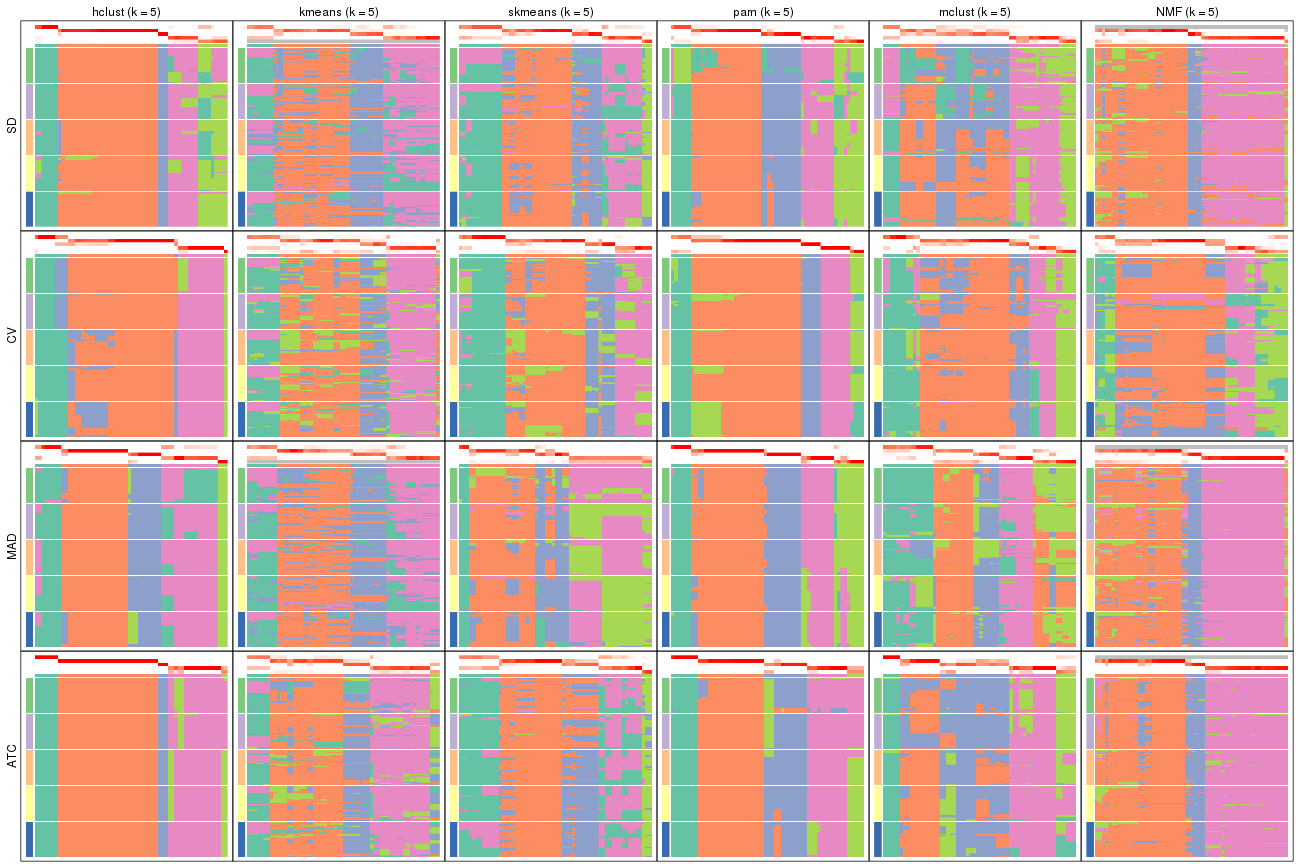 hclust (k = 5) kmeans (k = 5) skmeans (k = 5) pam (k = 5) mclust (k = 5) NMF (k = 5)
SD
CV
MAD
ATC